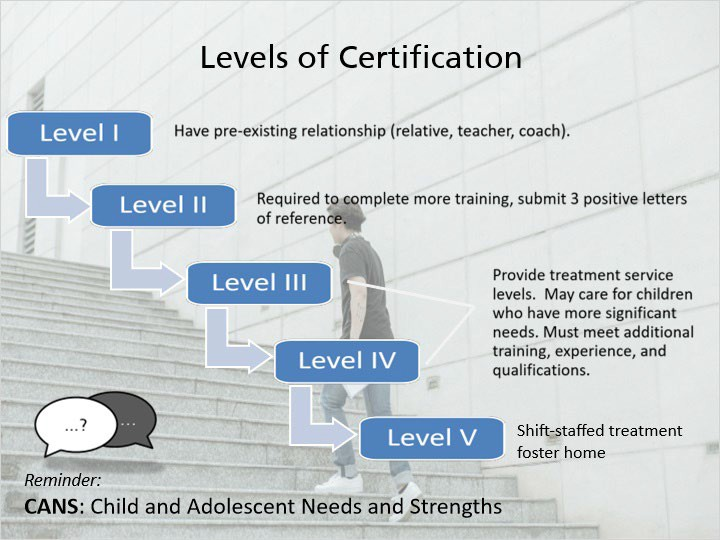 Levels of Certification
Level I
Have pre-existing relationship (relative, teacher, coach).
Level II
Required to complete more training, submit 3 positive letters
of reference.
Level III
Provide treatment service
levels.  May care for children
who have more significant
needs. Must meet additional
training, experience, and
qualifications.
Level IV
Level V
Shift-staffed treatment
foster home
...?
...
Reminder:
CANS: Child and Adolescent Needs and Strengths